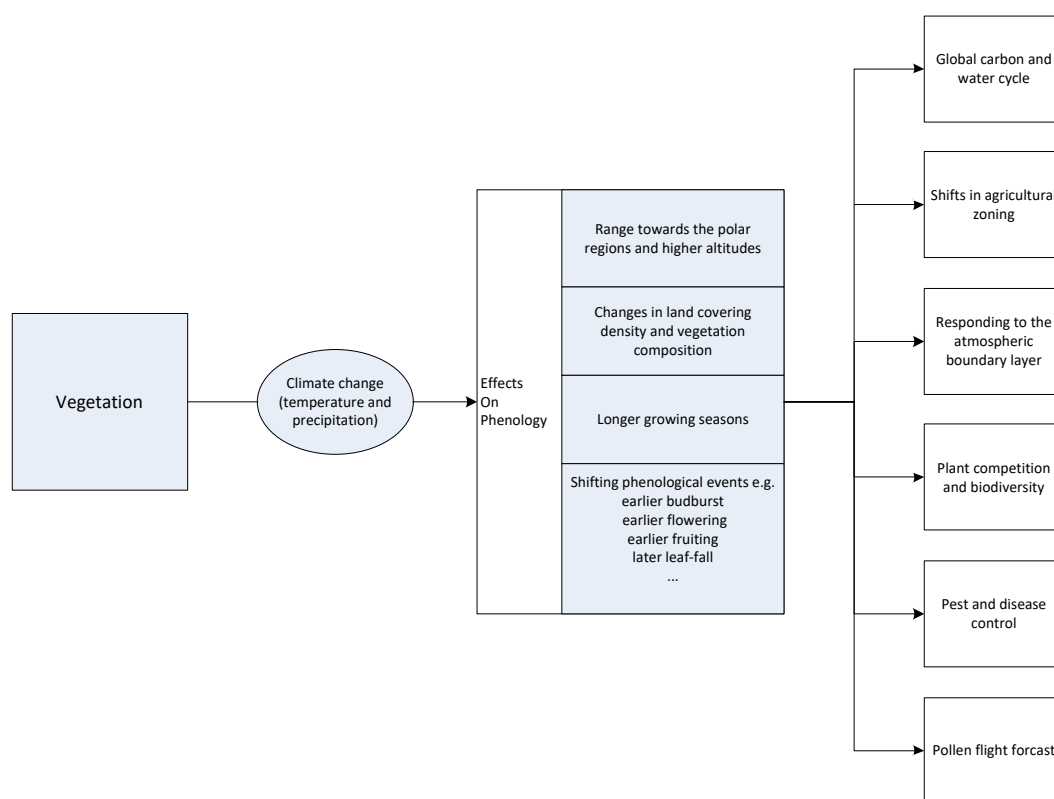 Vegetation
Climate change
(temperature and
precipitation)
Effects
On
Phenology
Range towards the polar
regions and higher altitudes
Changes in land covering
density and vegetation
composition
Longer growing seasons
Shifting phenological events e.g.
earlier budburst
earlier flowering
earlier fruiting
later leaf-fall
...
Global carbon and
water cycle
Shifts in agricultural
zoning
Responding to the
atmospheric
boundary layer
Plant competition
and biodiversity
Pest and disease
control
Pollen flight forcast